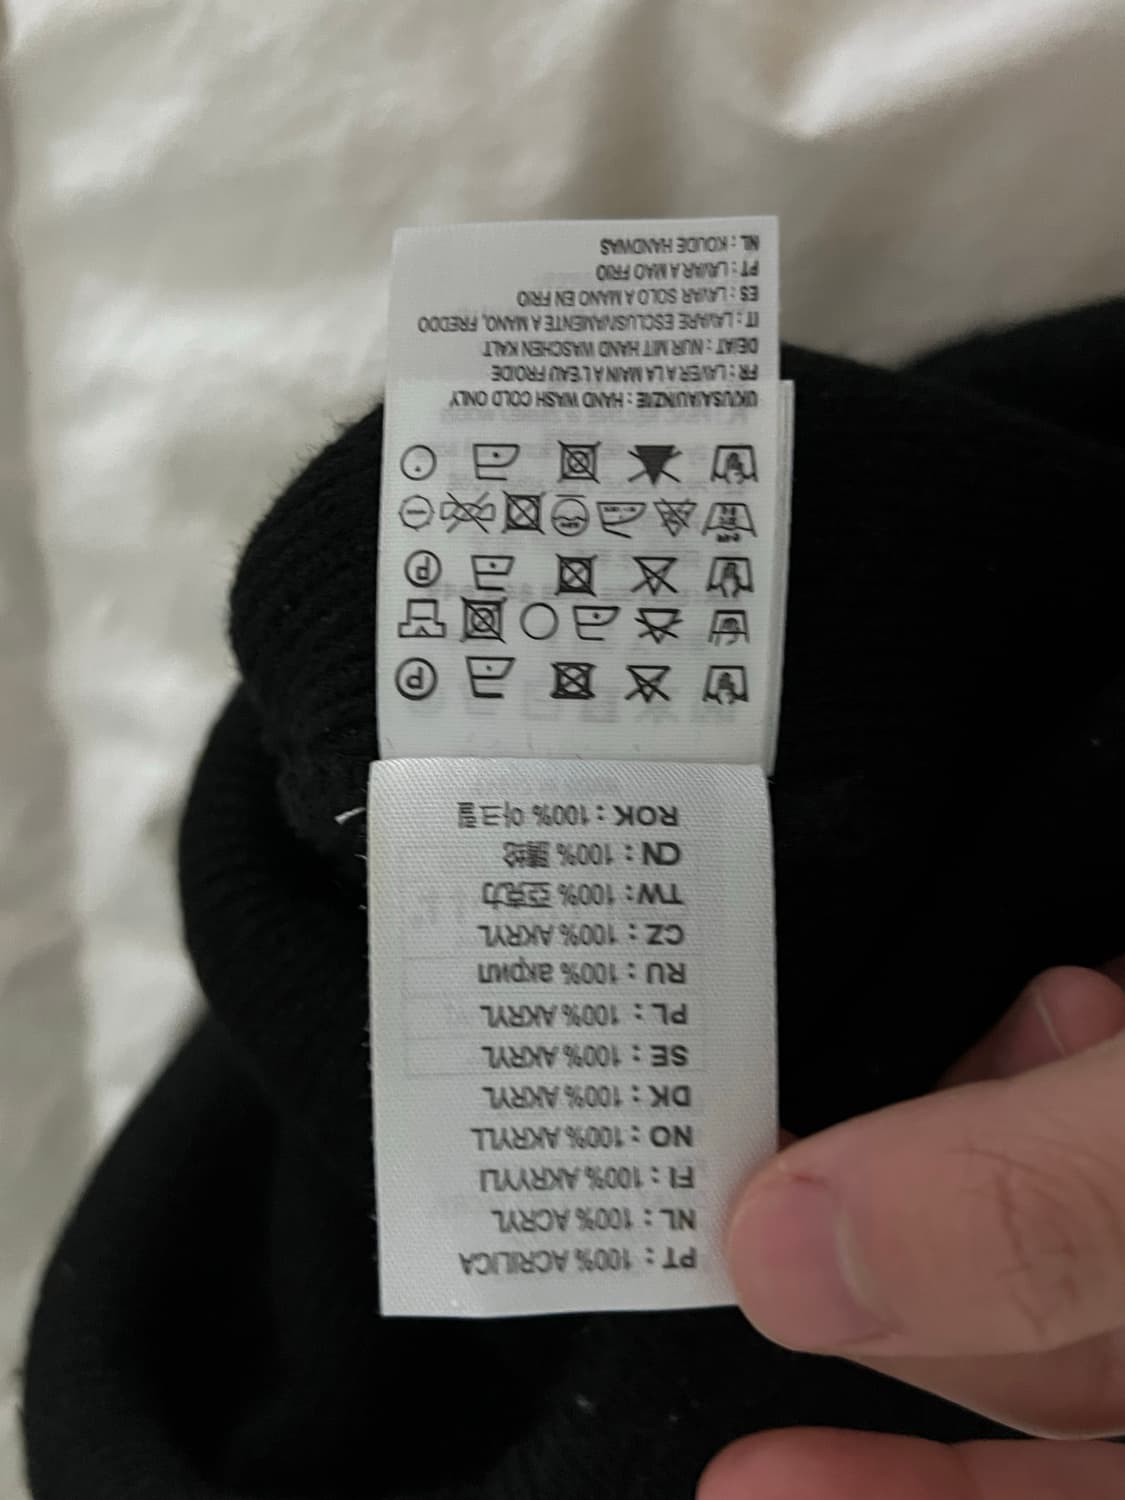 PT : 100% ACRILICA
NL : 100% ACRYL
FI : 100% AKRYYLI
NO : 100% AKRYLL
DK : 100% AKRYL
SE : 100% AKRYL
PL : 100% AKRYL
RU : 100% акрил
CZ : 100% AKRYL
TW : 100% 亞克力
CN : 100% 腈纶
ROK : 100% 아크릴
P
P
UK/USA/AU/NZ/IE : HAND WASH COLD ONLY
FR : LAVER A LA MAIN A L'EAU FROIDE
DE/AT : NUR MIT HAND WASCHEN KALT
IT : LAVARE ESCLUSIVAMENTE A MANO, FREDDO
ES : LAVAR SOLO A MANO EN FRIO
PT : LAVAR A MAO FRIO
NL : KOUDE HANDWAS